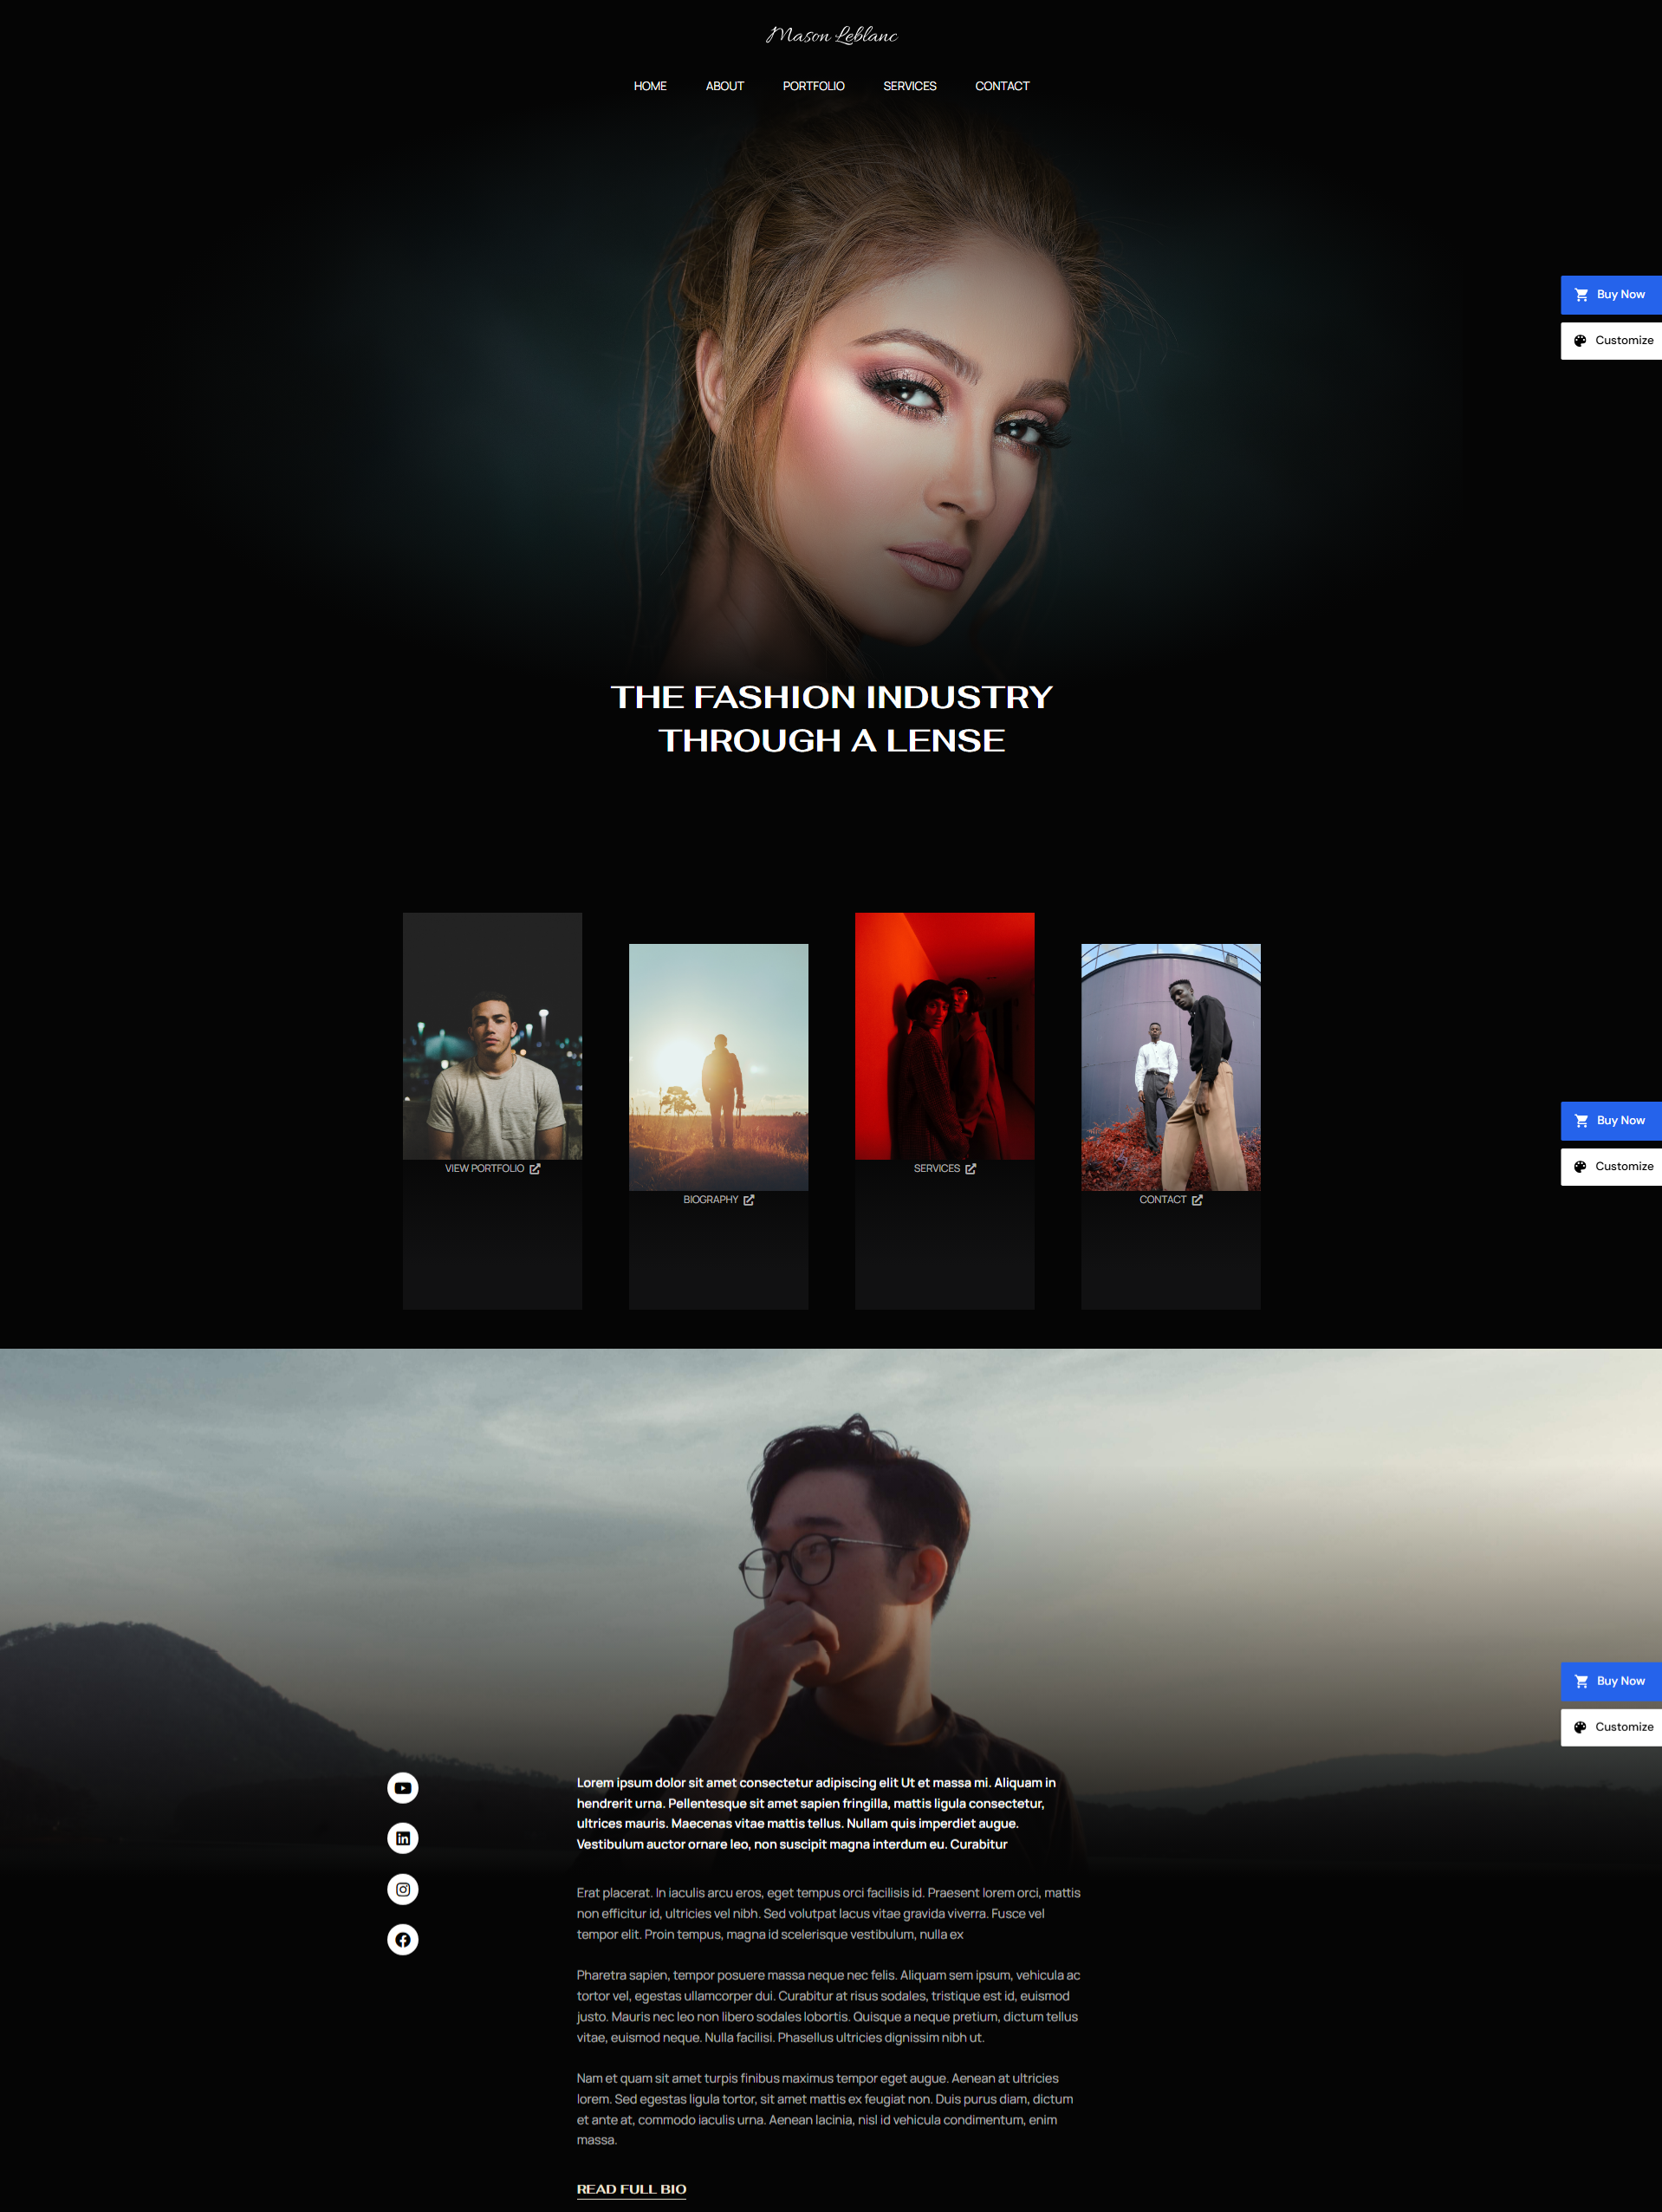 Mason Leblanc
HOME ABOUT PORTFOLIO SERVICES CONTACT
Buy Now
Customize
THE FASHION INDUSTRY
THROUGH A LENSE
Buy Now
Customize
VIEW PORTFOLIO
SERVICES
BIOGRAPHY
CONTACT
Buy Now
Customize
Lorem ipsum dolor sit amet consectetur adipiscing elit Ut et massa mi. Aliquam in
hendrerit urna. Pellentesque sit amet sapien fringilla, mattis ligula consectetur,
ultrices mauris. Maecenas vitae mattis tellus. Nullam quis imperdiet augue.
Vestibulum auctor ornare leo, non suscipit magna interdum eu. Curabitur
Erat placerat. In iaculis arcu eros, eget tempus orci facilisis id. Praesent lorem orci, mattis
non efficitur id, ultricies vel nibh. Sed volutpat lacus vitae gravida viverra. Fusce vel
tempor elit. Proin tempus, magna id scelerisque vestibulum, nulla ex
Pharetra sapien, tempor posuere massa neque nec felis. Aliquam sem ipsum, vehicula ac
tortor vel, egestas ullamcorper dui. Curabitur at risus sodales, tristique est id, euismod
justo. Mauris nec leo non libero sodales lobortis. Quisque a neque pretium, dictum tellus
vitae, euismod neque. Nulla facilisi. Phasellus ultricies dignissim nibh ut.
Nam et quam sit amet turpis finibus maximus tempor eget augue. Aenean at ultricies
lorem. Sed egestas ligula tortor, sit amet mattis ex feugiat non. Duis purus diam, dictum
et ante at, commodo iaculis urna. Aenean lacinia, nisl id vehicula condimentum, enim
massa.
READ FULL BIO